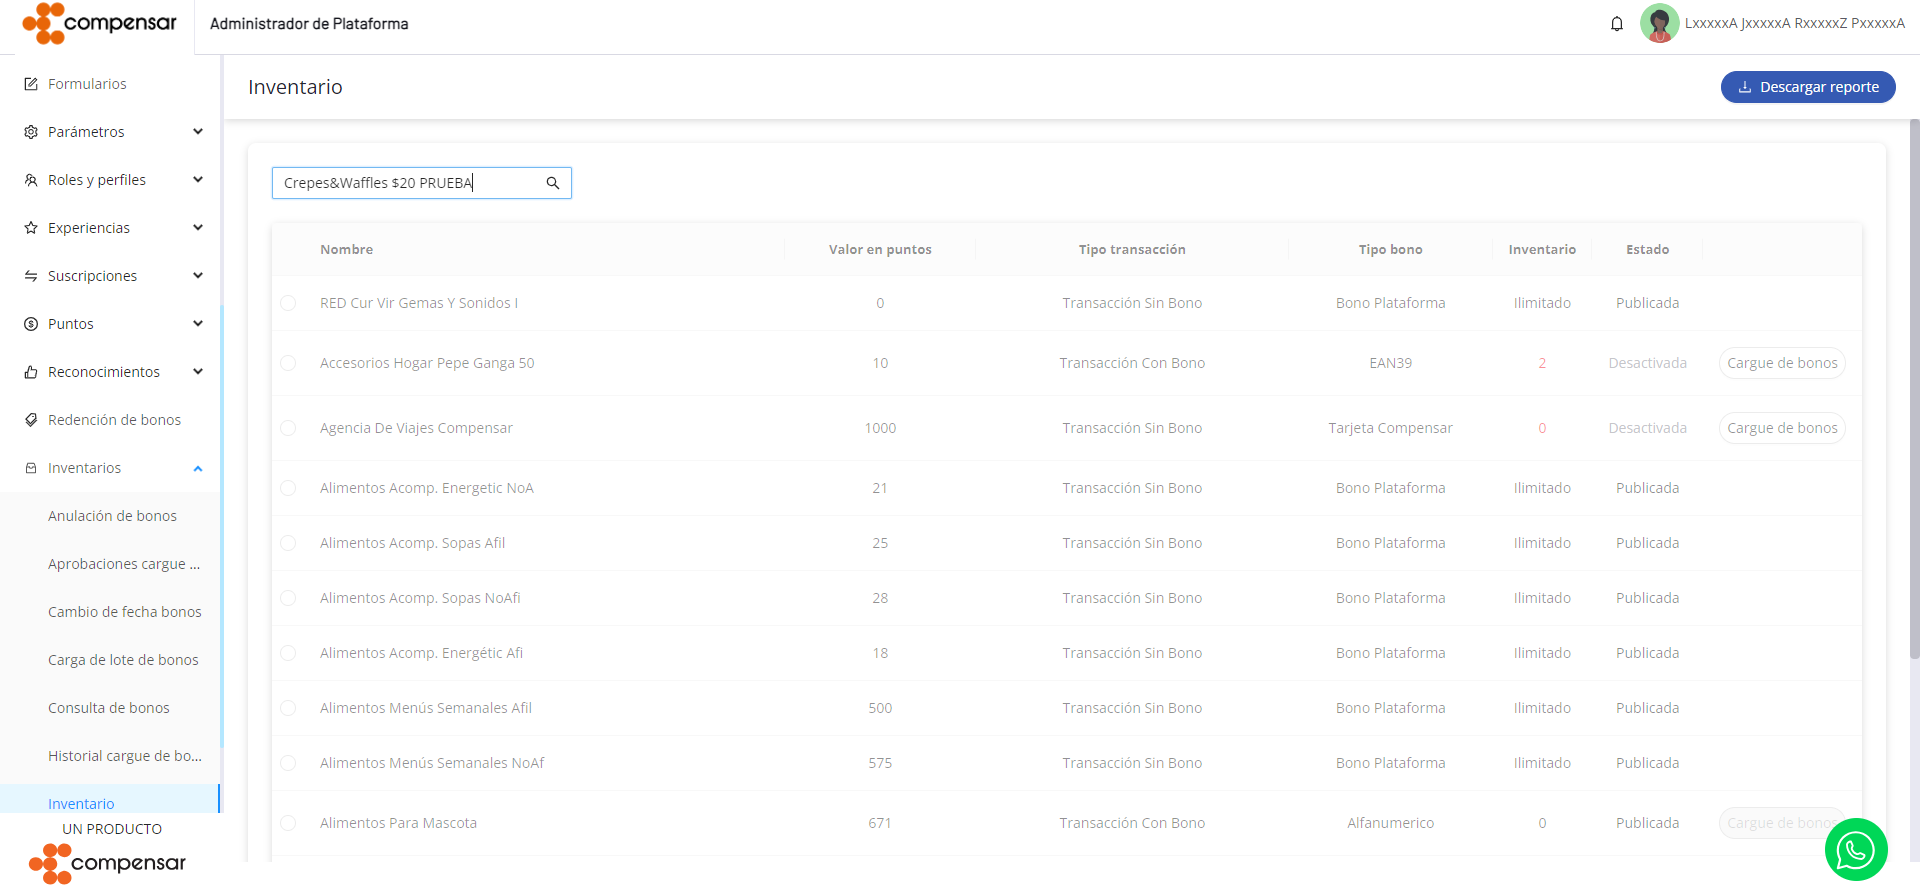 compensar
Administrador de Plataforma
LxxxxxA JxxxxxA RxxxxxZ PxxxxxA
Formularios
Parámetros
Roles y perfiles
Experiencias
Suscripciones
Puntos
Reconocimientos
Redención de bonos
Inventarios
Anulación de bonos
Aprobaciones cargue ...
Cambio de fecha bonos
Carga de lote de bonos
Consulta de bonos
Historial cargue de bo...
Inventario
UN PRODUCTO
compensar
Inventario
Descargar reporte
Crepes&Waffles $20 PRUEBA
Nombre Valor en puntos Tipo transacción Tipo bono Inventario Estado
RED Cur Vir Gemas Y Sonidos I 0 Transacción Sin Bono Bono Plataforma Ilimitado Publicada
Accesorios Hogar Pepe Ganga 50 10 Transacción Con Bono EAN39 2 Desactivada Cargue de bonos
Agencia De Viajes Compensar 1000 Transacción Sin Bono Tarjeta Compensar 0 Desactivada Cargue de bonos
Alimentos Acomp. Energetic NoA 21 Transacción Sin Bono Bono Plataforma Ilimitado Publicada
Alimentos Acomp. Sopas Afil 25 Transacción Sin Bono Bono Plataforma Ilimitado Publicada
Alimentos Acomp. Sopas NoAfi 28 Transacción Sin Bono Bono Plataforma Ilimitado Publicada
Alimentos Acomp. Energétic Afi 18 Transacción Sin Bono Bono Plataforma Ilimitado Publicada
Alimentos Menús Semanales Afil 500 Transacción Sin Bono Bono Plataforma Ilimitado Publicada
Alimentos Menús Semanales NoAf 575 Transacción Sin Bono Bono Plataforma Ilimitado Publicada
Alimentos Para Mascota 671 Transacción Con Bono Alfanumerico 0 Publicada Cargue de bonos